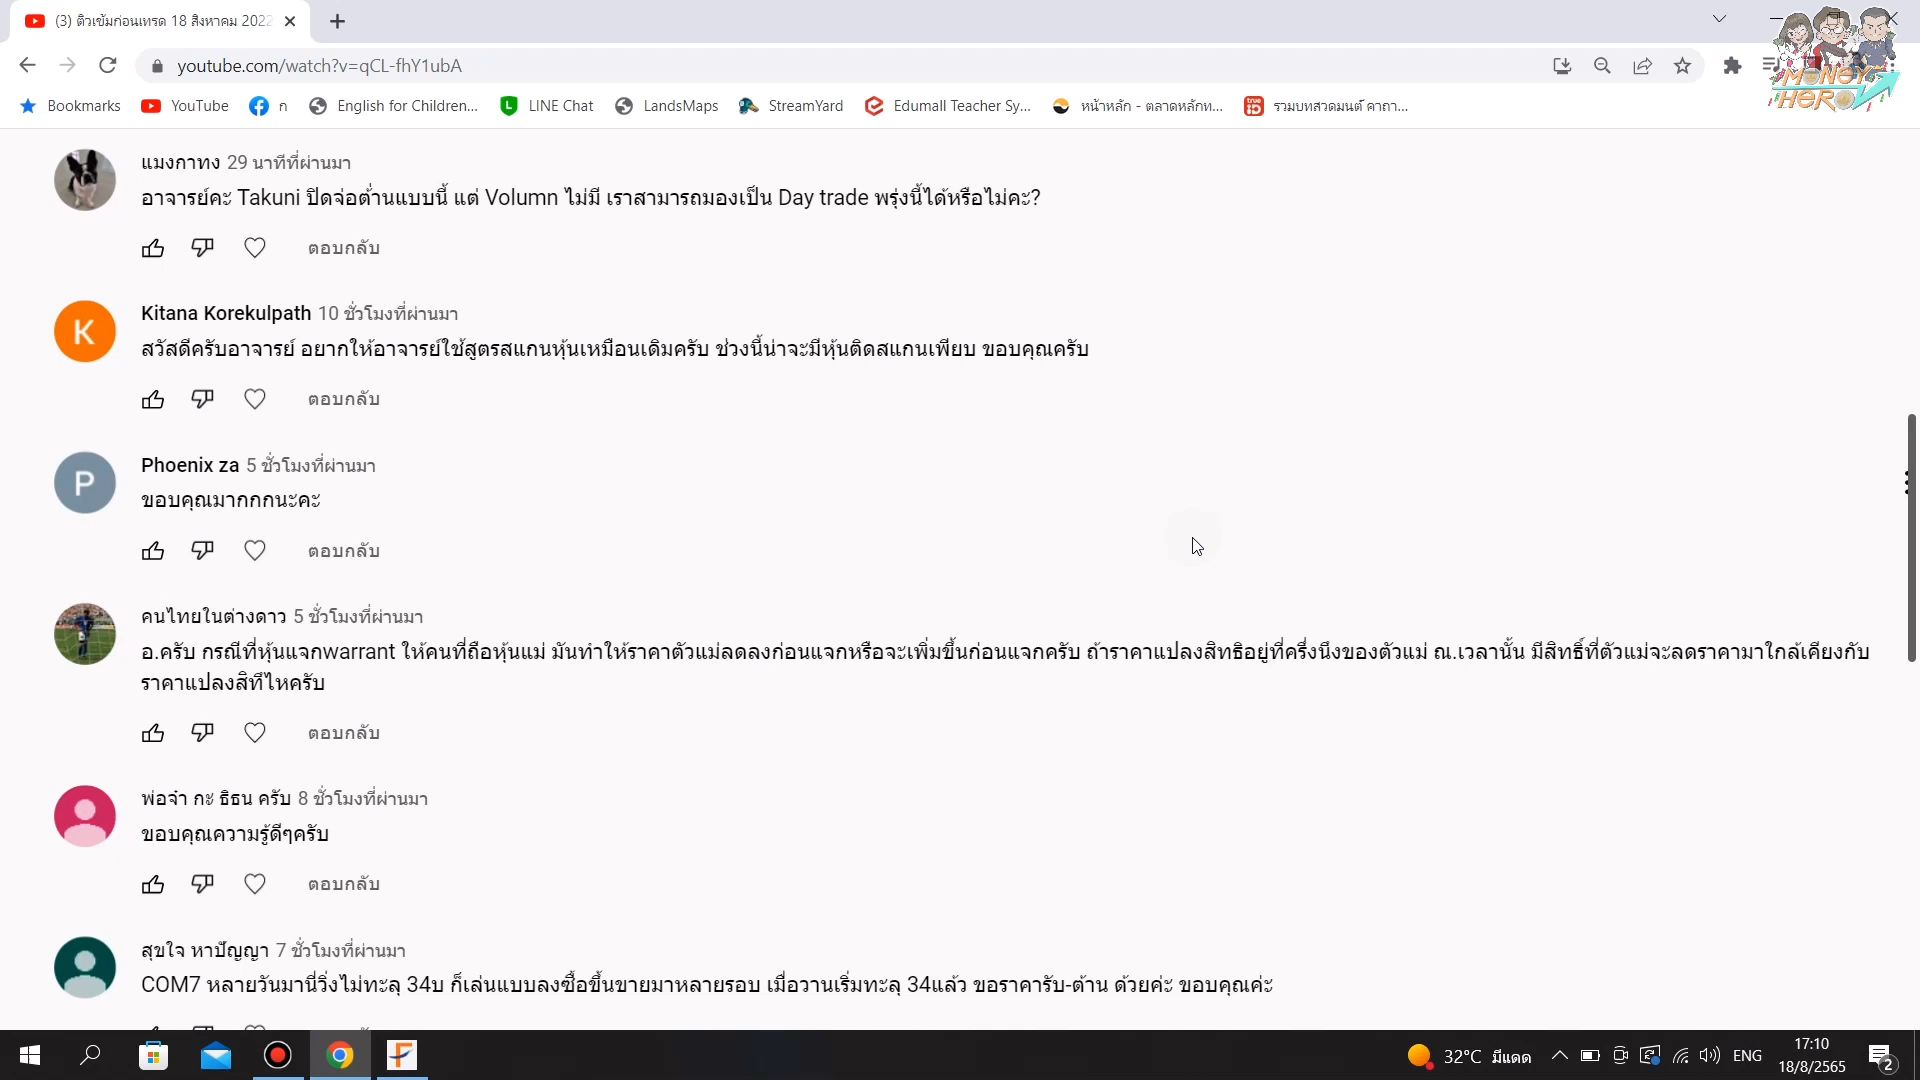 (3) ติวเข้มก่อนเทรด 18 สิงหาคม 2022
youtube.com/watch?v=qCL-fhY1ubA
Bookmarks YouTube ก English for Children... LINE Chat LandsMaps StreamYard Edumall Teacher Sy... หน้าหลัก - ตลาดหลักท... รวมบทสวดมนต์ คาถา...
MONEY HERO
แมงกาทง 29 นาทีที่ผ่านมา
อาจารย์คะ Takuni ปิดจ่อต้่านแบบนี้ แต่ Volumn ไม่มี เราสามารถมองเป็น Day trade พรุ่งนี้ได้หรือไม่คะ?
ตอบกลับ
K
Kitana Korekulpath 10 ชั่วโมงที่ผ่านมา
สวัสดีครับอาจารย์ อยากให้อาจารย์ใช้สูตรสแกนหุ้นเหมือนเดิมครับ ช่วงนี้น่าจะมีหุ้นติดสแกนเพียบ ขอบคุณครับ
ตอบกลับ
P
Phoenix za 5 ชั่วโมงที่ผ่านมา
ขอบคุณมากกกนะคะ
ตอบกลับ
คนไทยในต่างดาว 5 ชั่วโมงที่ผ่านมา
อ.ครับ กรณีที่หุ้นแจกwarrant ให้คนที่ถือหุ้นแม่ มันทำให้ราคาตัวแม่ลดลงก่อนแจกหรือจะเพิ่มขึ้นก่อนแจกครับ ถ้าราคาแปลงสิทธิอยู่ที่ครึ่งนึงของตัวแม่ ณ.เวลานั้น มีสิทธิ์ที่ตัวแม่จะลดราคามาใกล้เคียงกับ
ราคาแปลงสิทึไหครับ
ตอบกลับ
พ่อจ๋า กะ ธิธน ครับ 8 ชั่วโมงที่ผ่านมา
ขอบคุณความรู้ดีๆครับ
ตอบกลับ
สุขใจ หาปัญญา 7 ชั่วโมงที่ผ่านมา
COM7 หลายวันมานี่วิ่งไม่ทะลุ 34บ ก็เล่นแบบลงซื้อขึ้นขายมาหลายรอบ เมื่อวานเริ่มทะลุ 34แล้ว ขอราคารับ-ต้าน ด้วยค่ะ ขอบคุณค่ะ
32°C มีแดด ENG 17:10
18/8/2565
2